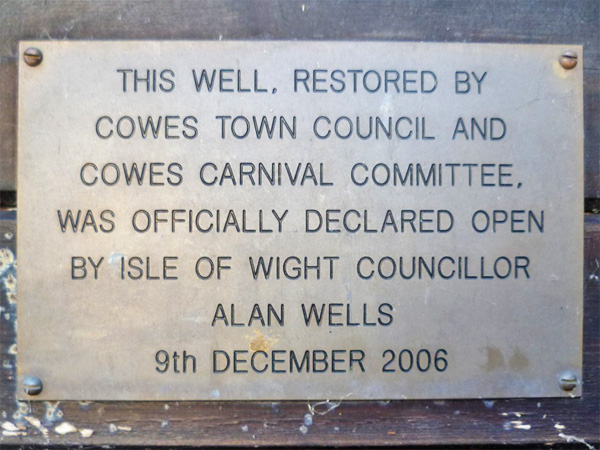 THIS WELL, RESTORED BY
COWES TOWN COUNCIL AND
COWES CARNIVAL COMMITTEE,
WAS OFFICIALLY DECLARED OPEN
BY ISLE OF WIGHT COUNCILLOR
ALAN WELLS
9th DECEMBER 2006